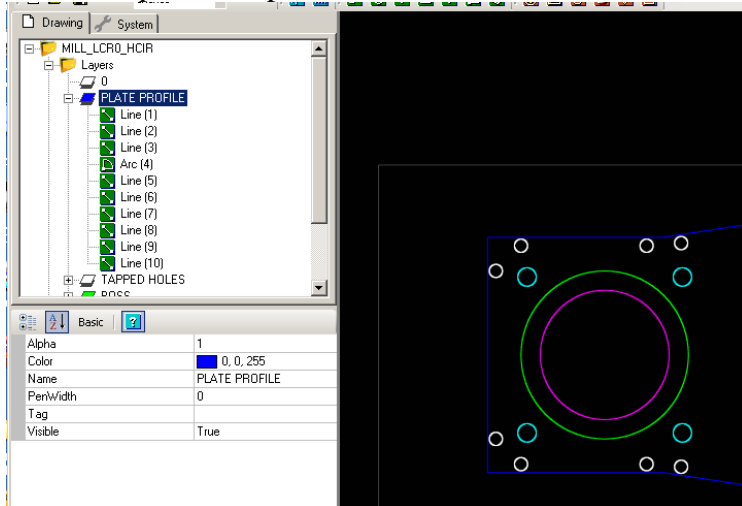 Drawing System
MILL_LCR0_HCIR
Layers
0
PLATE PROFILE
Line (1)
Line (2)
Line (3)
Arc (4)
Line (5)
Line (6)
Line (7)
Line (8)
Line (9)
Line (10)
TAPPED HOLES
BOSS
Basic
Alpha 1
Color 0, 0, 255
Name PLATE PROFILE
PenWidth 0
Tag
Visible True